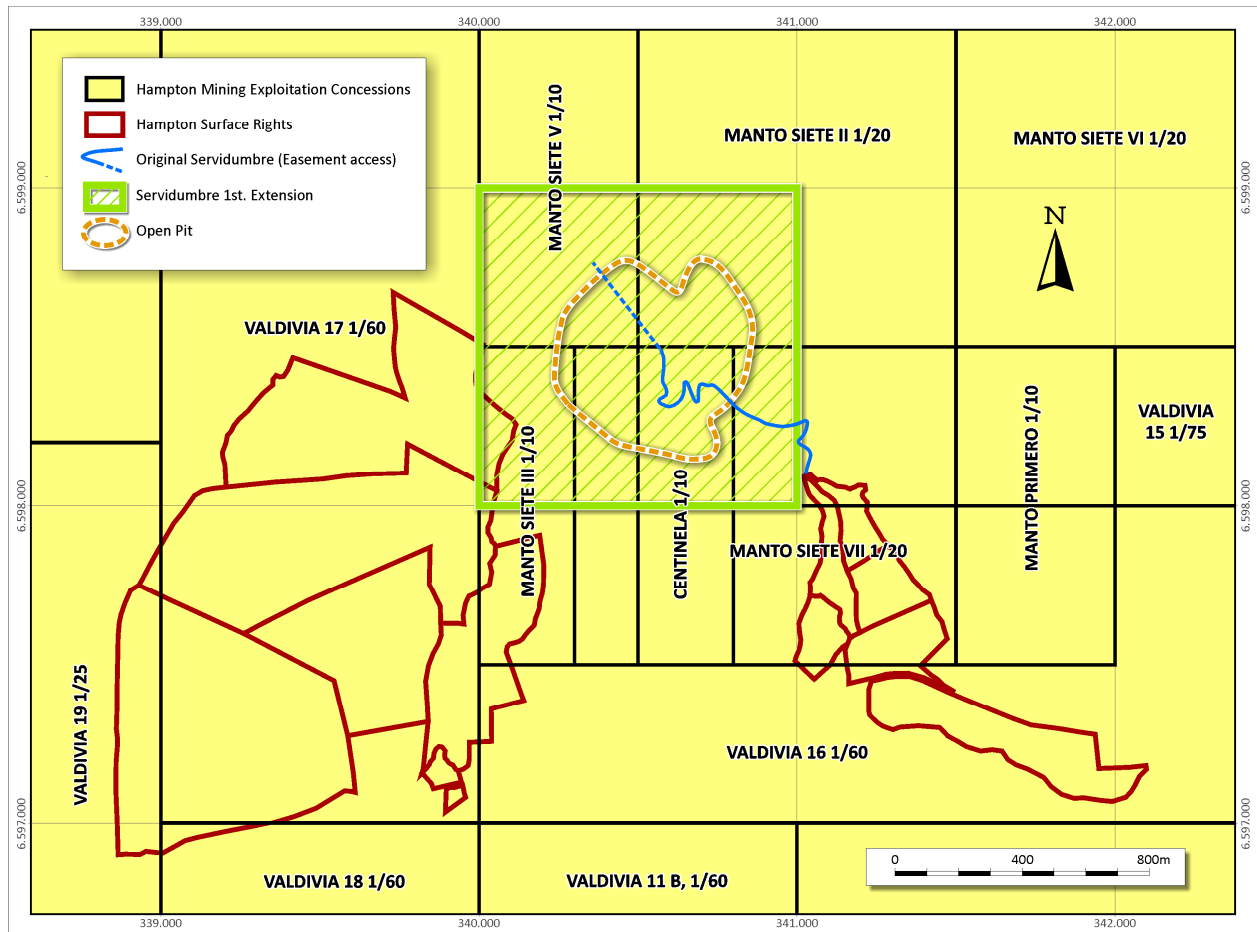 339.000
340.000
341.000
342.000
Hampton Mining Exploitation Concessions
Hampton Surface Rights
Original Servidumbre (Easement access)
Servidumbre 1st. Extension
Open Pit
MANTO SIETE V 1/10
MANTO SIETE II 1/20
MANTO SIETE VI 1/20
6.599.000
6.599.000
N
VALDIVIA 17 1/60
MANTO PRIMERO 1/10
VALDIVIA
15 1/75
MANTO SIETE III 1/10
CENTINELA 1/10
6.598.000
6.598.000
MANTO SIETE VII 1/20
VALDIVIA 19 1/25
VALDIVIA 16 1/60
6.597.000
6.597.000
0
400
800m
VALDIVIA 18 1/60
VALDIVIA 11 B, 1/60
339.000
340.000
341.000
342.000